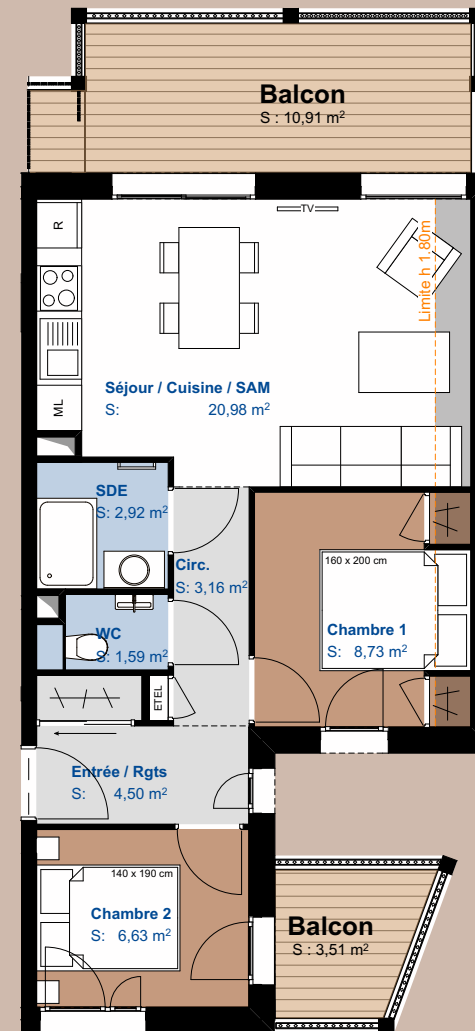 Balcon
S : 10,91 m²
TV
R
Limite h 1.80m
ML
Séjour / Cuisine / SAM
S: 20,98 m²
SDE
S: 2,92 m²
Circ.
S: 3,16 m²
160 x 200 cm
WC
S: 1,59 m²
Chambre 1
S: 8,73 m²
ETEL
Entrée / Rgts
S: 4,50 m²
140 x 190 cm
Chambre 2
S: 6,63 m²
Balcon
S : 3,51 m²